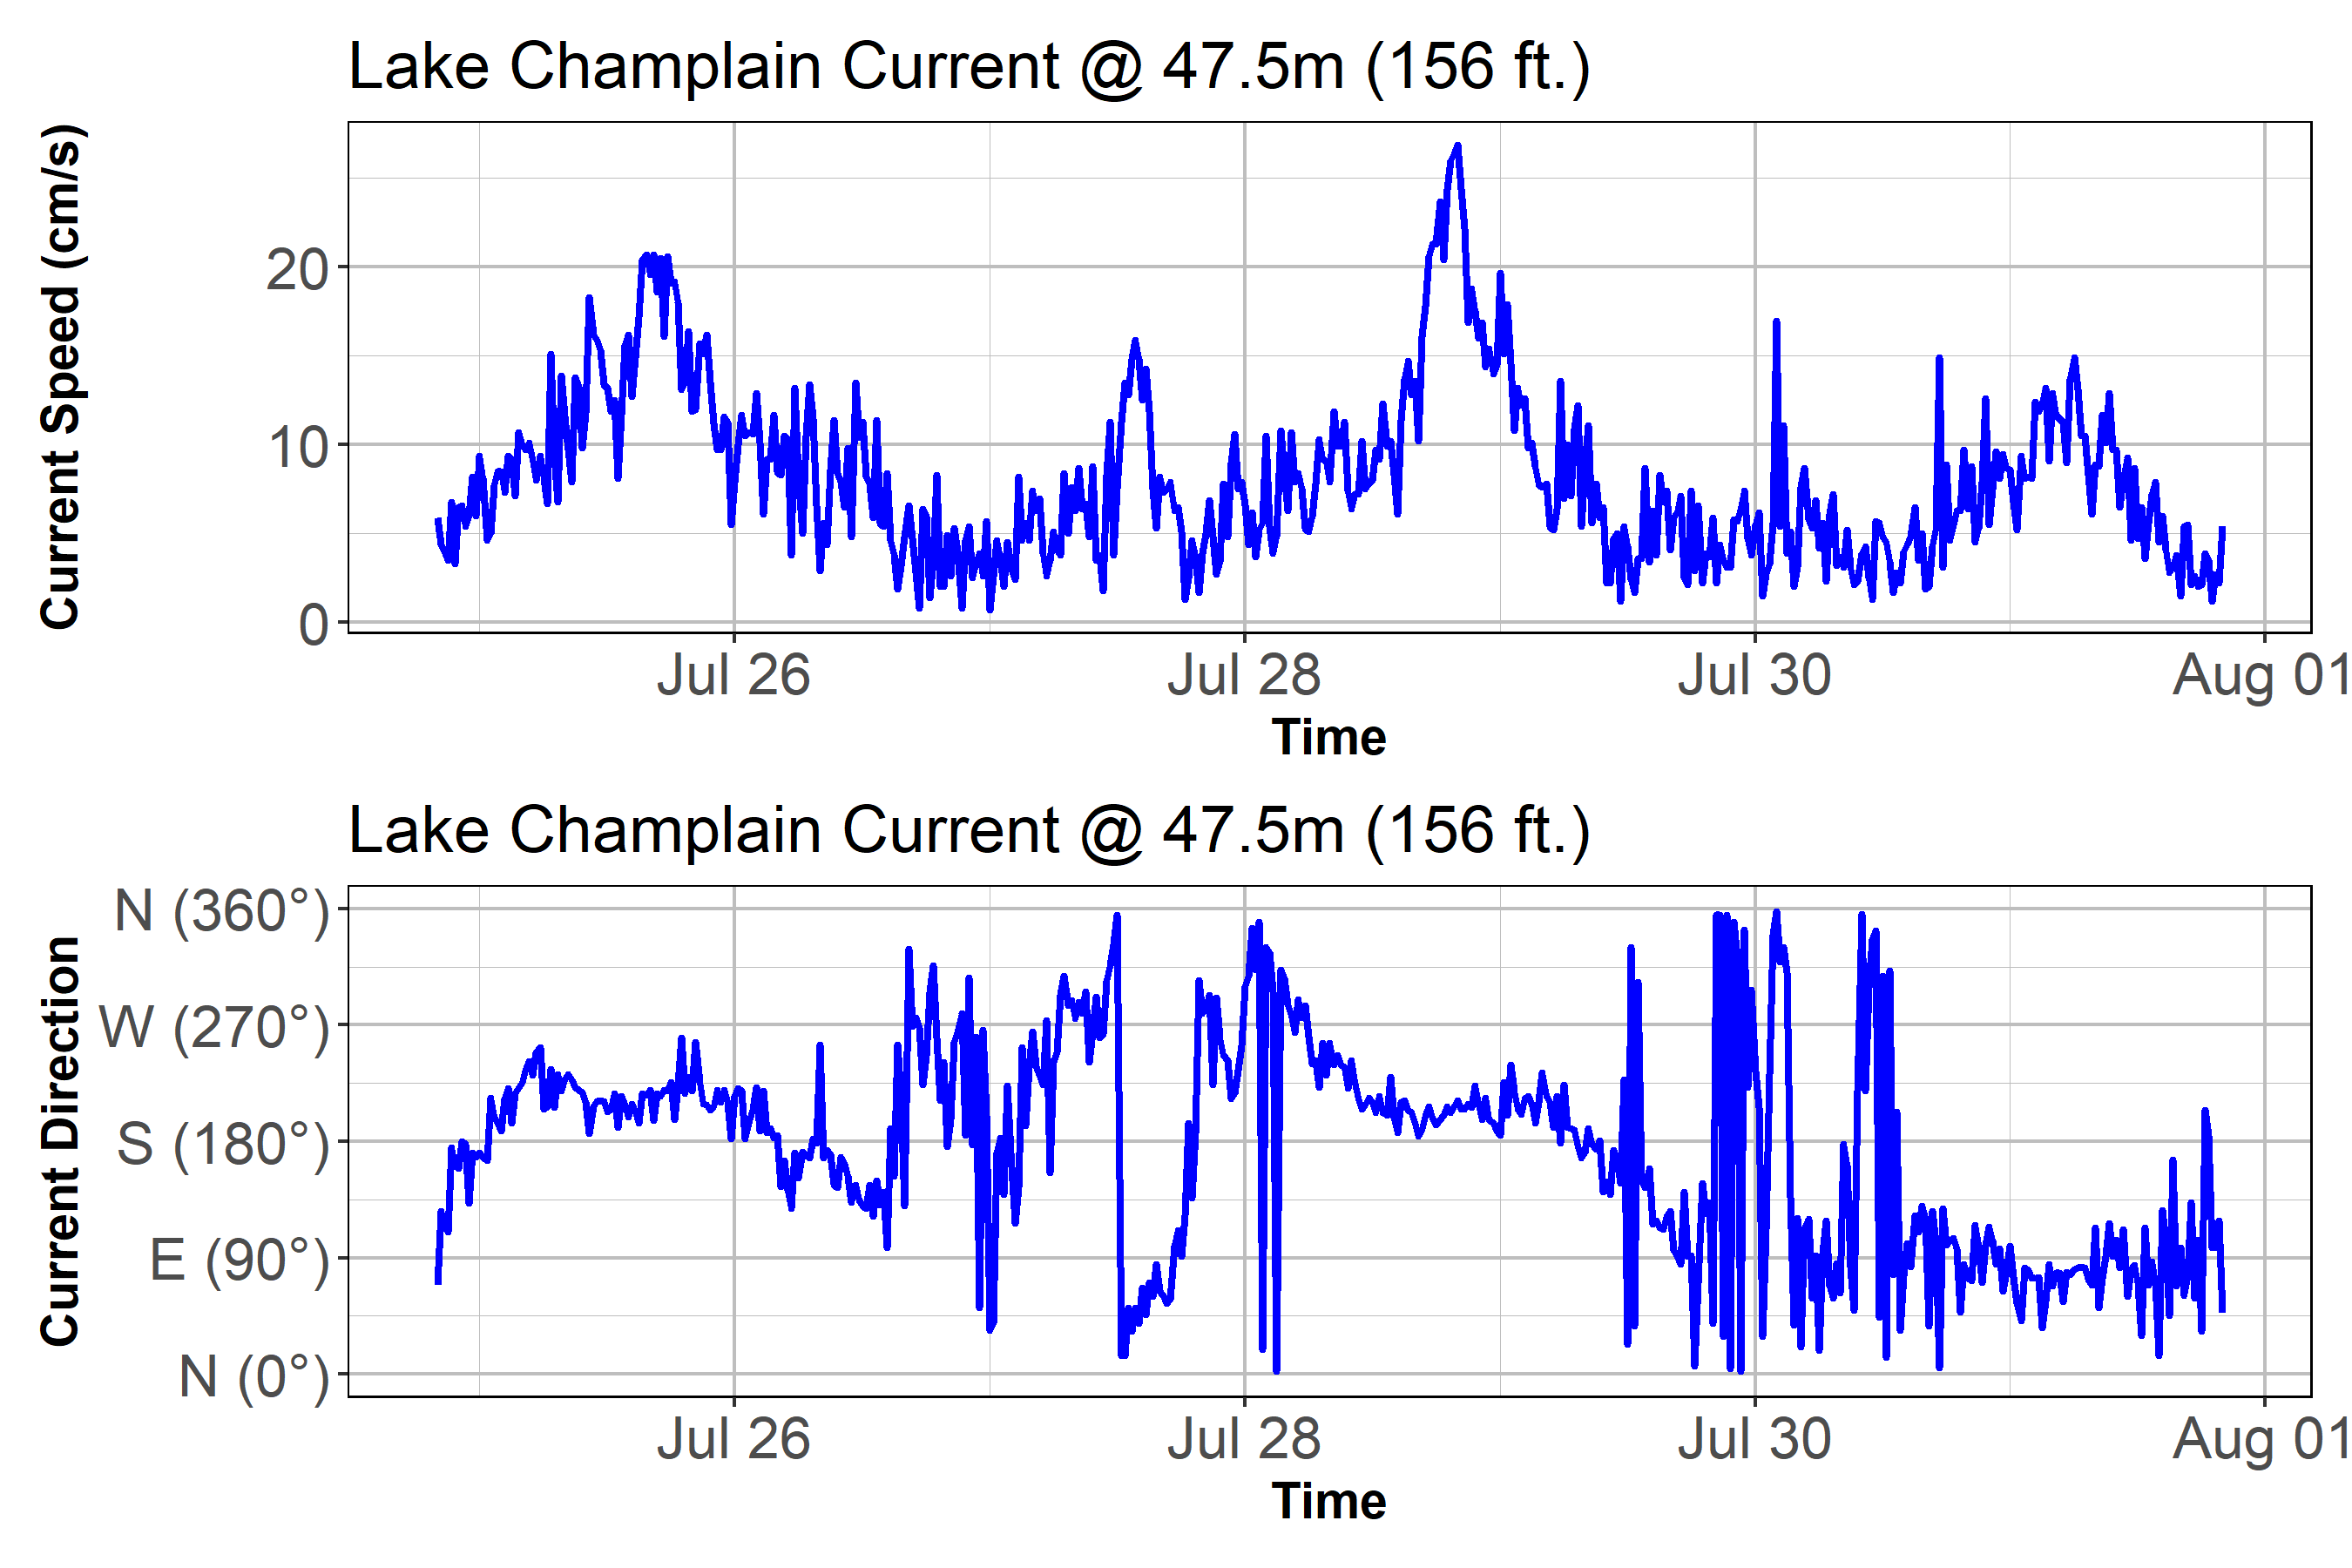 Lake Champlain Current @ 47.5m (156 ft.)
Current Speed (cm/s)
20
10
0
Jul 26
Jul 28
Jul 30
Aug 01
Time
Lake Champlain Current @ 47.5m (156 ft.)
Current Direction
N (360°)
W (270°)
S (180°)
E (90°)
N (0°)
Jul 26
Jul 28
Jul 30
Aug 01
Time